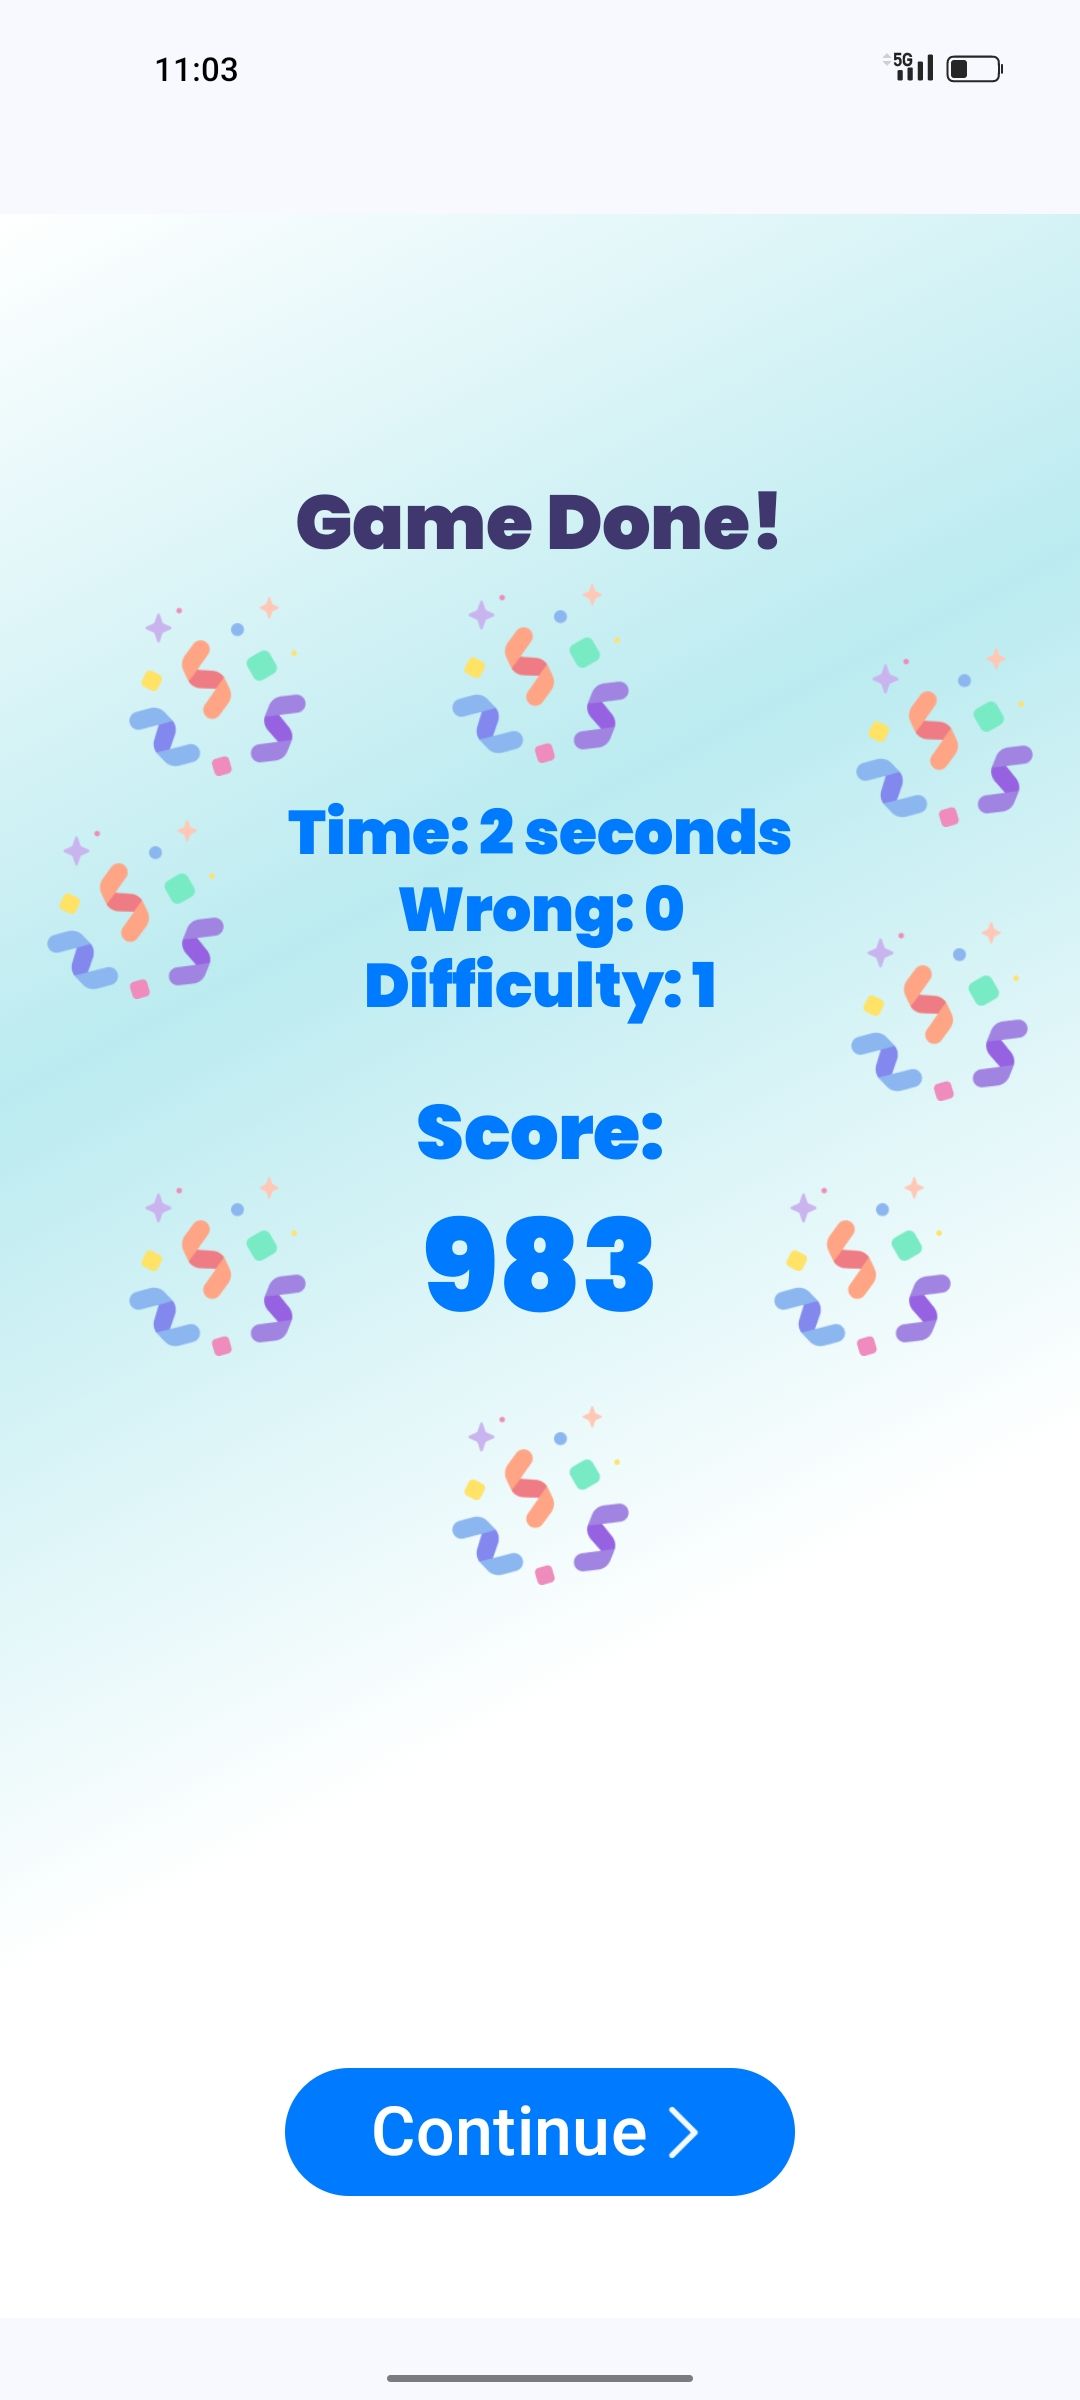 11:03
5G
Game Done!
Time: 2 seconds
Wrong: 0
Difficulty: 1
Score:
983
Continue